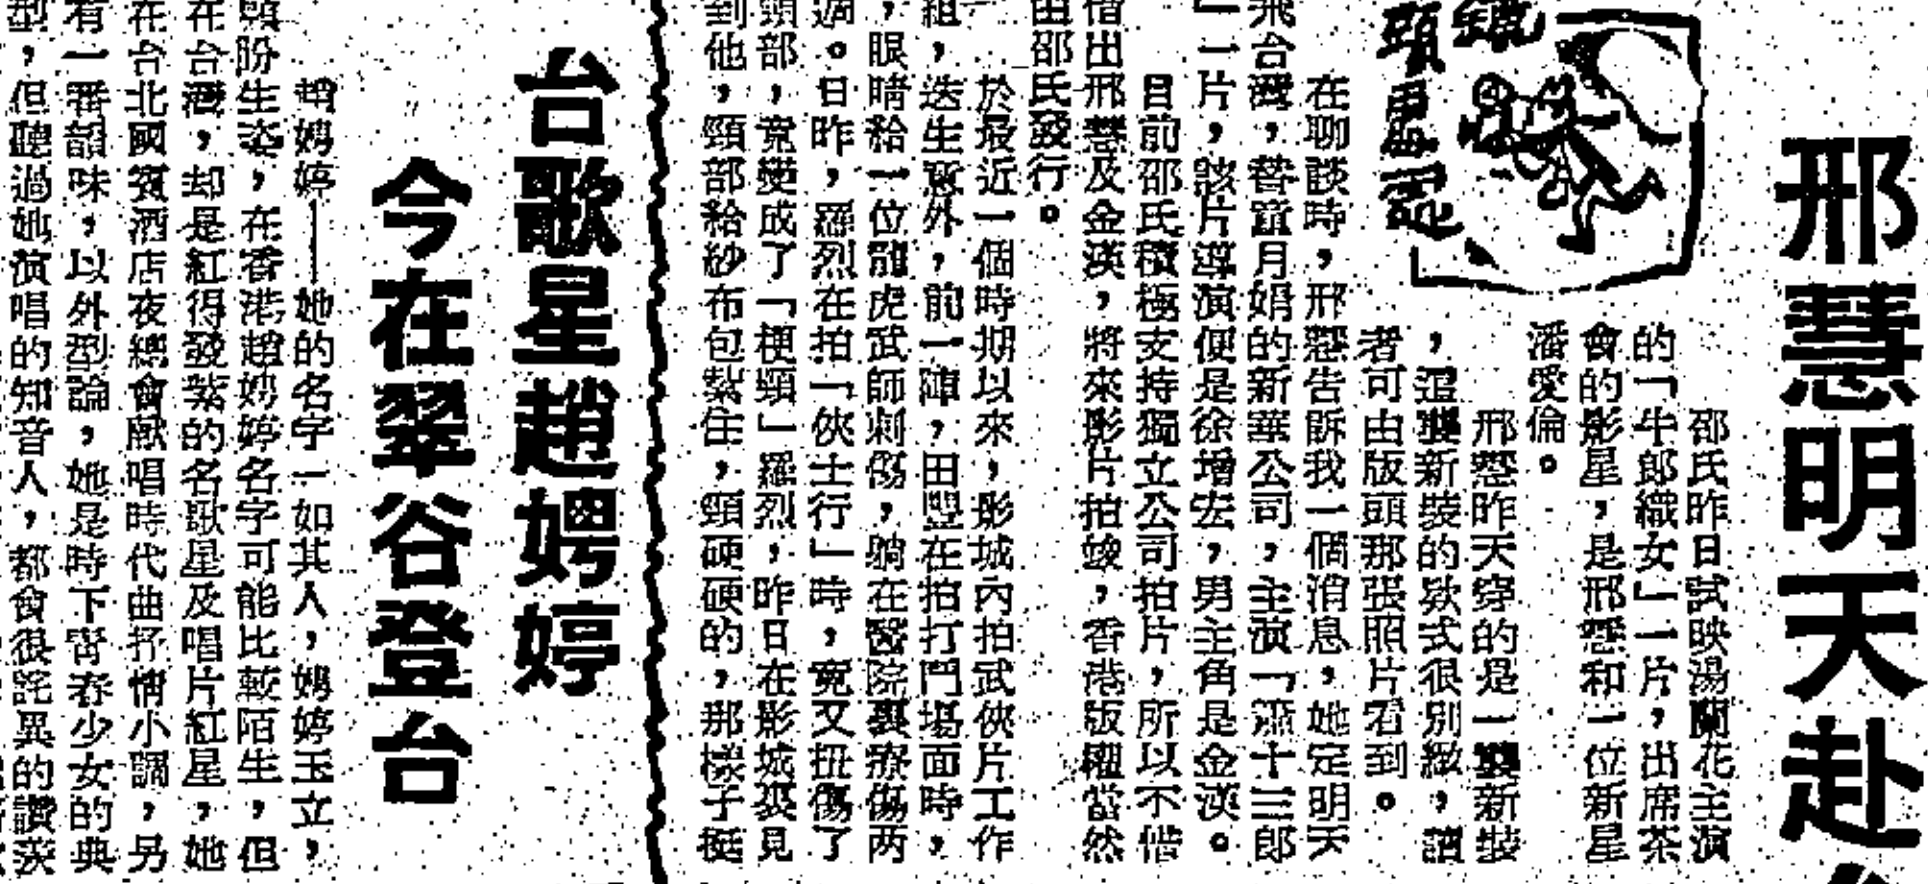 邢慧明天赴
邵氏昨日試映湯蘭花主演
的「牛郎織女」一片，出席茶
會的影星，是邢慧和一位新星
潘愛倫。
邢慧昨天穿的是一襲新裝
，這襲新裝的款式很別緻，讀
者可由版頭那張照片看到。
在聊談時，邢慧告訴我一個消息，她定明天
飛台灣，替童月娟的新華公司，主演「蕭十三郎
」一片，該片導演便是徐增宏，男主角是金漢。
目前邵氏積極支持獨立公司拍片，所以不惜
借出邢慧及金漢，將來影片拍竣，香港版權當然
由邵氏發行。
於最近一個時期以來，影城內拍武俠片工作
組，迭生意外，前一陣，田豐在拍打鬥場面時，
，眼睛給一位龍虎武師刺傷，躺在醫院裏療傷兩
週。日昨，羅烈在拍「俠士行」時，竟又扭傷了
頸部，竟變成了「梗頸」羅烈，昨日在影城裏見
到他，頸部給紗布包紮住，頸硬硬的，那樣子挺
台歌星趙娉婷
今在翠谷登台
趙娉婷——她的名字一如其人，娉婷玉立，
顧盼生姿，在香港趙娉婷名字可能比較陌生，但
在台灣，却是紅得發紫的名歌星及唱片紅星，她
在台北國賓酒店夜總會獻唱時代曲抒情小調，另
有一番韻味，以外型論，她是時下青春少女的典
型，但聽過她演唱的知音人，都會很詫異的讚羨